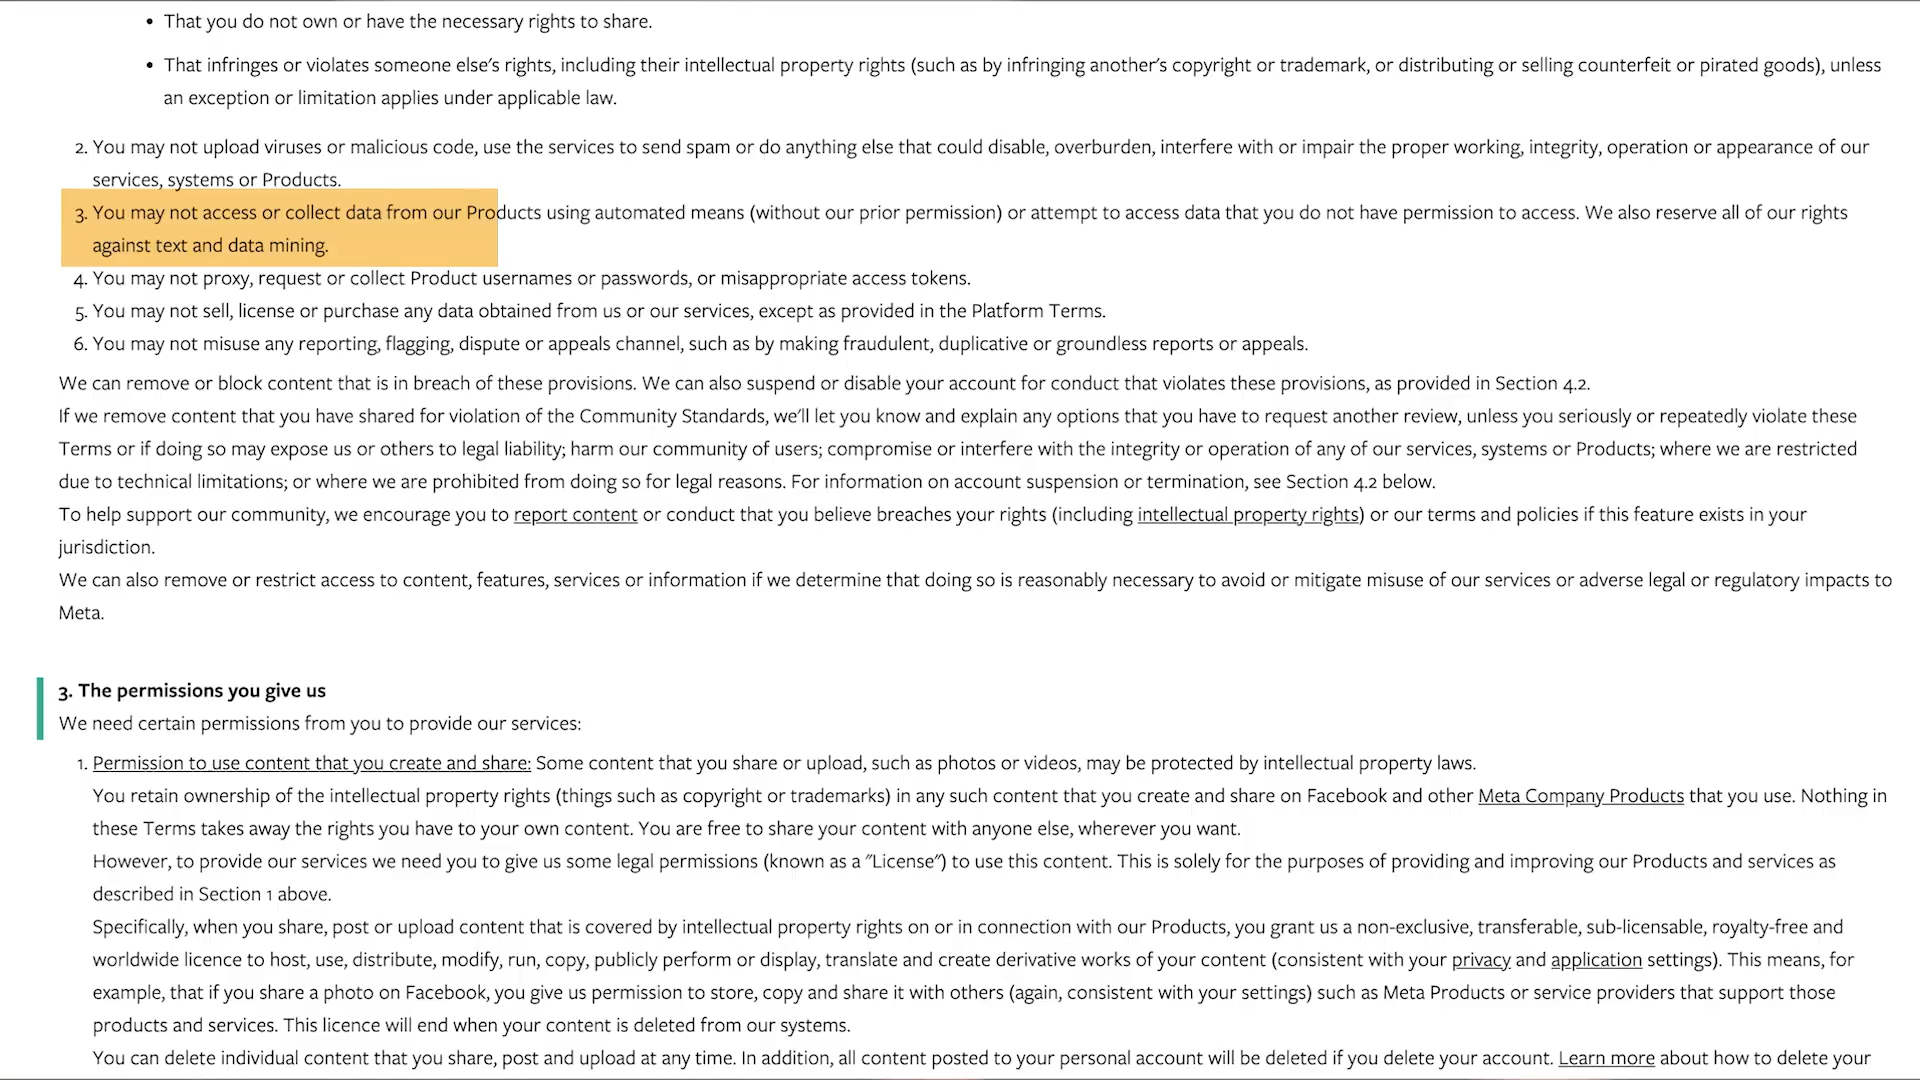 • That you do not own or have the necessary rights to share.
• That infringes or violates someone else's rights, including their intellectual property rights (such as by infringing another's copyright or trademark, or distributing or selling counterfeit or pirated goods), unless
an exception or limitation applies under applicable law.
2. You may not upload viruses or malicious code, use the services to send spam or do anything else that could disable, overburden, interfere with or impair the proper working, integrity, operation or appearance of our
services, systems or Products.
3. You may not access or collect data from our Products using automated means (without our prior permission) or attempt to access data that you do not have permission to access. We also reserve all of our rights
against text and data mining.
4. You may not proxy, request or collect Product usernames or passwords, or misappropriate access tokens.
5. You may not sell, license or purchase any data obtained from us or our services, except as provided in the Platform Terms.
6. You may not misuse any reporting, flagging, dispute or appeals channel, such as by making fraudulent, duplicative or groundless reports or appeals.
We can remove or block content that is in breach of these provisions. We can also suspend or disable your account for conduct that violates these provisions, as provided in Section 4.2.
If we remove content that you have shared for violation of the Community Standards, we'll let you know and explain any options that you have to request another review, unless you seriously or repeatedly violate these
Terms or if doing so may expose us or others to legal liability; harm our community of users; compromise or interfere with the integrity or operation of any of our services, systems or Products; where we are restricted
due to technical limitations; or where we are prohibited from doing so for legal reasons. For information on account suspension or termination, see Section 4.2 below.
To help support our community, we encourage you to report content or conduct that you believe breaches your rights (including intellectual property rights) or our terms and policies if this feature exists in your
jurisdiction.
We can also remove or restrict access to content, features, services or information if we determine that doing so is reasonably necessary to avoid or mitigate misuse of our services or adverse legal or regulatory impacts to
Meta.
3. The permissions you give us
We need certain permissions from you to provide our services:
1. Permission to use content that you create and share: Some content that you share or upload, such as photos or videos, may be protected by intellectual property laws.
You retain ownership of the intellectual property rights (things such as copyright or trademarks) in any such content that you create and share on Facebook and other Meta Company Products that you use. Nothing in
these Terms takes away the rights you have to your own content. You are free to share your content with anyone else, wherever you want.
However, to provide our services we need you to give us some legal permissions (known as a "License") to use this content. This is solely for the purposes of providing and improving our Products and services as
described in Section 1 above.
Specifically, when you share, post or upload content that is covered by intellectual property rights on or in connection with our Products, you grant us a non-exclusive, transferable, sub-licensable, royalty-free and
worldwide licence to host, use, distribute, modify, run, copy, publicly perform or display, translate and create derivative works of your content (consistent with your privacy and application settings). This means, for
example, that if you share a photo on Facebook, you give us permission to store, copy and share it with others (again, consistent with your settings) such as Meta Products or service providers that support those
products and services. This licence will end when your content is deleted from our systems.
You can delete individual content that you share, post and upload at any time. In addition, all content posted to your personal account will be deleted if you delete your account. Learn more about how to delete your